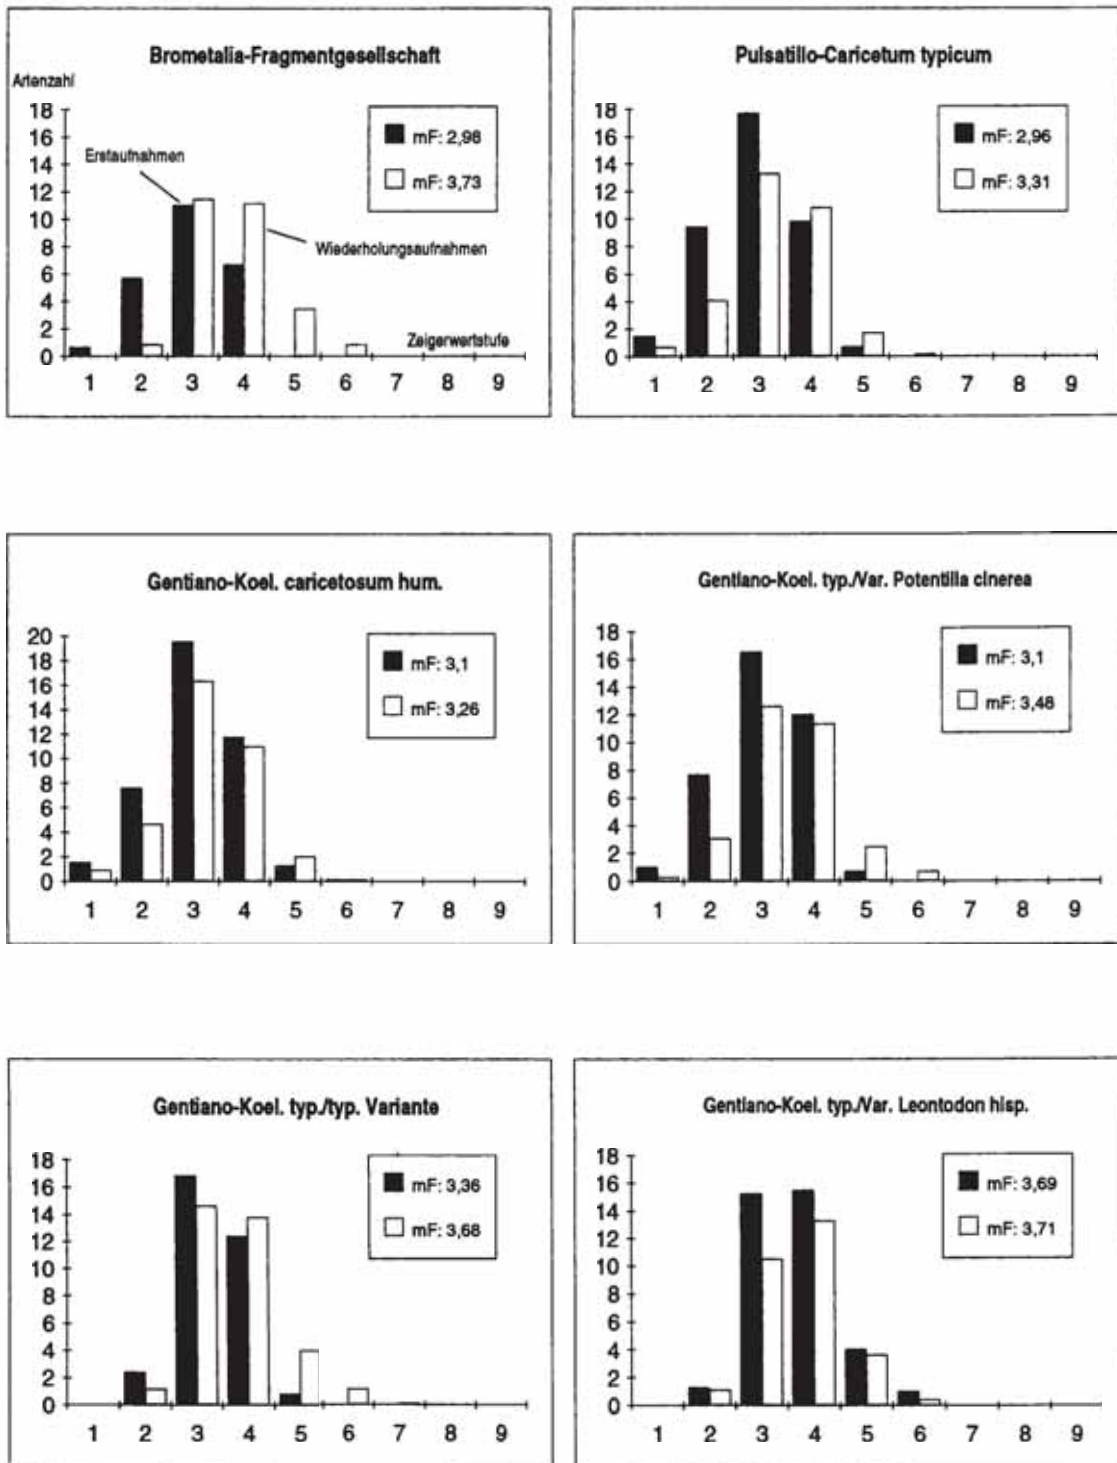 Brometalia-Fragmentgesellschaft
Artenzahl
18
16
14
12
10
8
6
4
2
0
Erstaufnahmen
mF: 2,98
mF: 3,73
Wiederholungsaufnahmen
Zeigerwertstufe
1 2 3 4 5 6 7 8 9
Pulsatillo-Caricetum typicum
18
16
14
12
10
8
6
4
2
0
mF: 2,96
mF: 3,31
1 2 3 4 5 6 7 8 9
Gentiano-Koel. caricetosum hum.
20
18
16
14
12
10
8
6
4
2
0
mF: 3,1
mF: 3,26
1 2 3 4 5 6 7 8 9
Gentiano-Koel. typ./Var. Potentilla cinerea
18
16
14
12
10
8
6
4
2
0
mF: 3,1
mF: 3,48
1 2 3 4 5 6 7 8 9
Gentiano-Koel. typ./typ. Variante
18
16
14
12
10
8
6
4
2
0
mF: 3,36
mF: 3,68
1 2 3 4 5 6 7 8 9
Gentiano-Koel. typ./Var. Leontodon hisp.
18
16
14
12
10
8
6
4
2
0
mF: 3,69
mF: 3,71
1 2 3 4 5 6 7 8 9